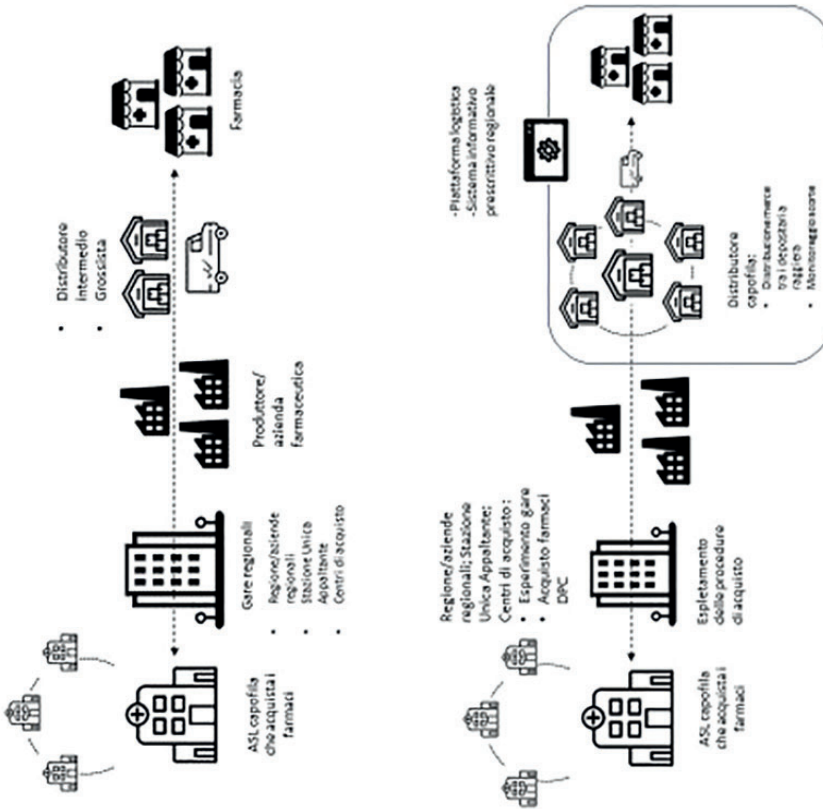 ASL capofila
che acquista i
farmaci
Gare regionali
• Regione/aziende
regionali
• Stazione Unica
Appaltante
• Centri di acquisto
Produttore/
azienda
farmaceutica
• Distributore
intermedio
• Grossista
Farmacia
ASL capofila
che acquista i
farmaci
Regione/aziende
regionali; Stazione
Unica Appaltante;
Centri di acquisto :
• Esperimento gare
• Acquisto farmaci
DPC
Espletamento
delle procedure
di acquisto
-Piattaforma logistica
-Sistema informativo
prescrittivo regionale
Distributore
capofila:
• Distribuzione merce
tra i depositari a
raggiera
• Monitoraggio scorte